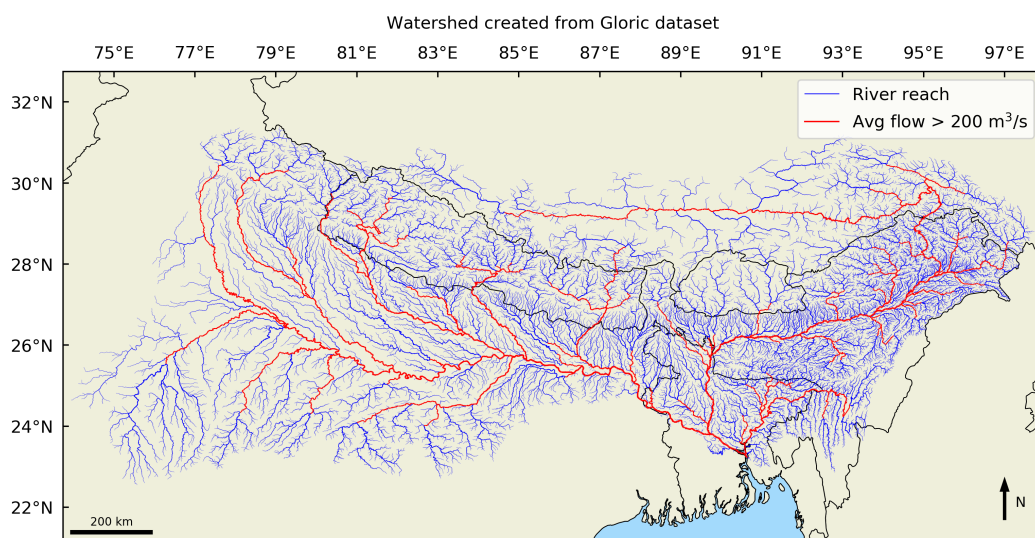 Watershed created from Gloric dataset
75°E 77°E 79°E 81°E 83°E 85°E 87°E 89°E 91°E 93°E 95°E 97°E
River reach
Avg flow > 200 m³/s
32°N
30°N
28°N
26°N
24°N
22°N
200 km
N